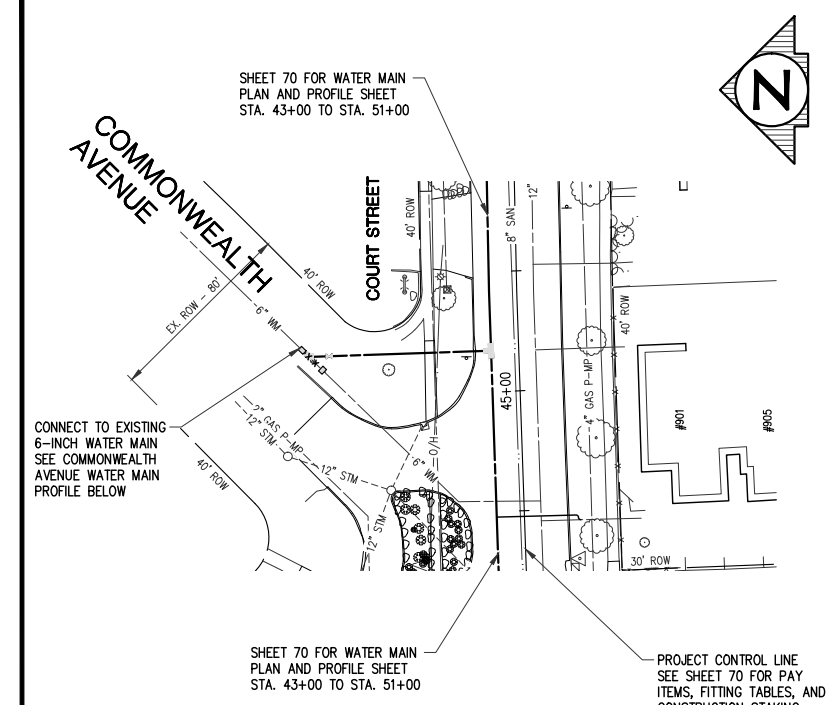 SHEET 70 FOR WATER MAIN
PLAN AND PROFILE SHEET
STA. 43+00 TO STA. 51+00
N
COMMONWEALTH
AVENUE
COURT STREET
40' ROW
8" SAN
12"
40' ROW
EX. ROW - 80'
6" WM
40' ROW
45+00
4" GAS P-MP
#901
#905
CONNECT TO EXISTING
6-INCH WATER MAIN
SEE COMMONWEALTH
AVENUE WATER MAIN
PROFILE BELOW
2" GAS P-MP
12" STM
12" STM
O/H
6" WM
40' ROW
12" STM
30' ROW
SHEET 70 FOR WATER MAIN
PLAN AND PROFILE SHEET
STA. 43+00 TO STA. 51+00
PROJECT CONTROL LINE
SEE SHEET 70 FOR PAY
ITEMS, FITTING TABLES, AND
CONSTRUCTION STAKING